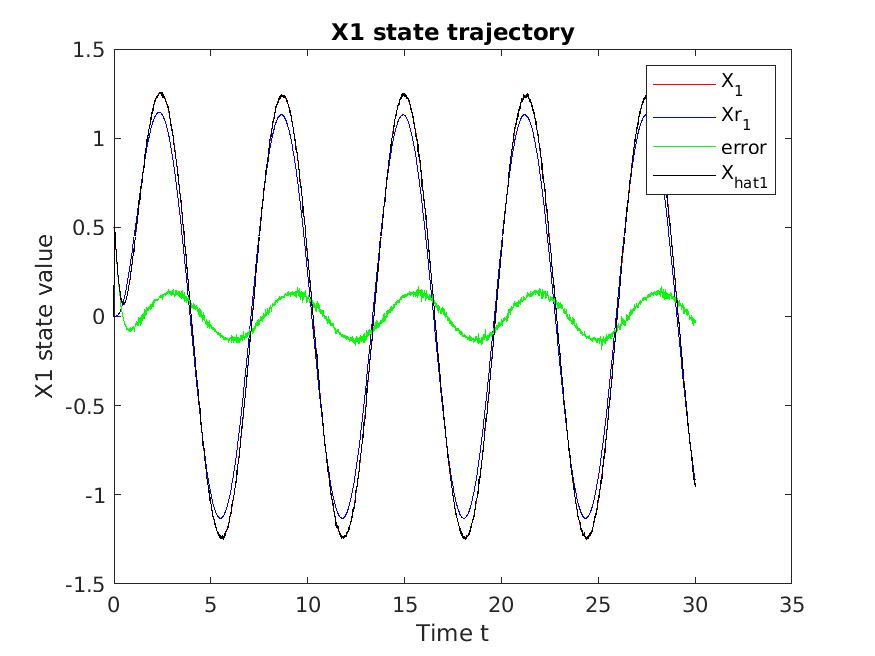 X1 state trajectory
1.5
1
0.5
0
-0.5
-1
-1.5
X1 state value
X_1
Xr_1
error
X_hat1
0 5 10 15 20 25 30 35
Time t